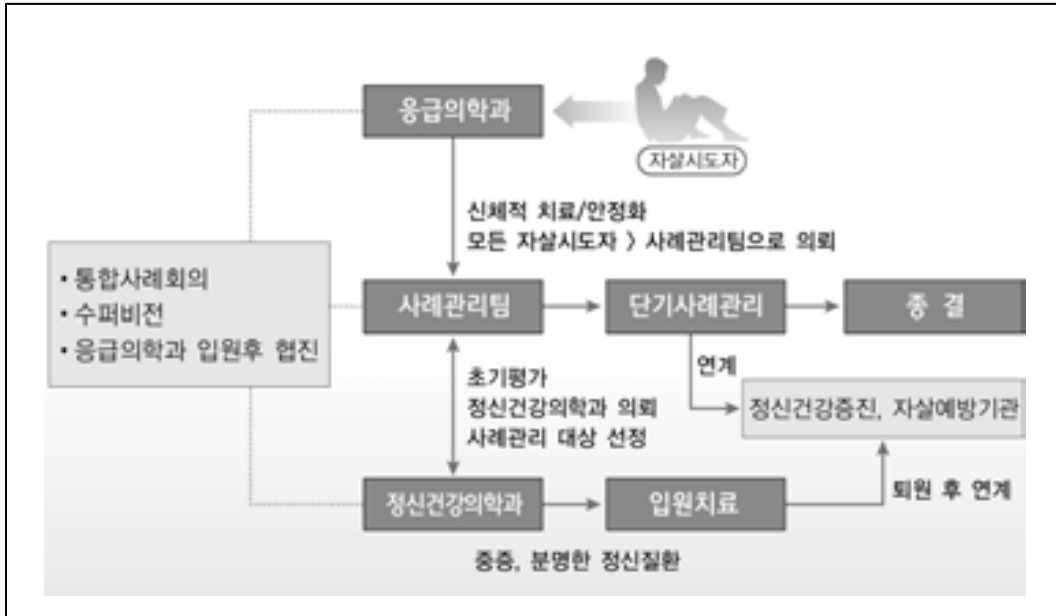 응급의학과
자살시도자
신체적 치료/안정화
모든 자살시도자 > 사례관리팀으로 의뢰
• 통합사례회의
• 수퍼비전
• 응급의학과 입원후 협진
사례관리팀
단기사례관리
종 결
초기평가
정신건강의학과 의뢰
사례관리 대상 선정
연계
정신건강증진, 자살예방기관
정신건강의학과
입원치료
퇴원 후 연계
중증, 분명한 정신질환